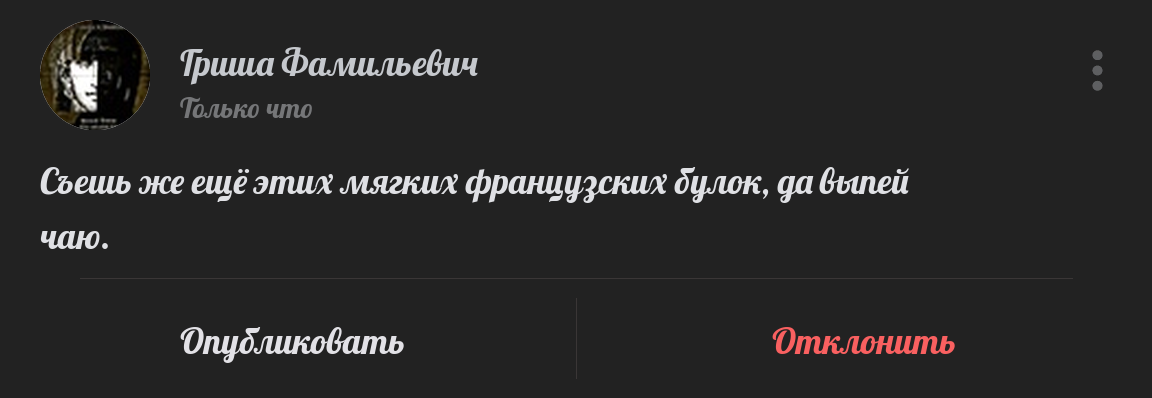 Гриша Фамильевич
Только что
Съешь же ещё этих мягких французских булок, да выпей
чаю.
Опубликовать
Отклонить